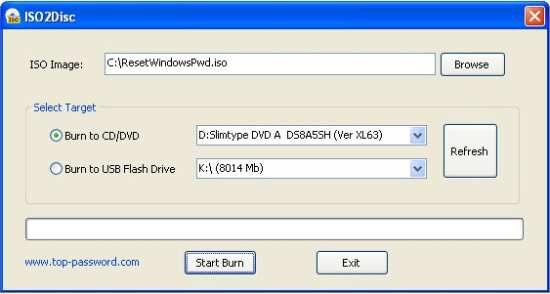 ISO2Disc
ISO Image: C:\ResetWindowsPwd.iso Browse
Select Target
Burn to CD/DVD D:Slimtype DVD A DS8A5SH (Ver XL63)
Refresh
Burn to USB Flash Drive K:\ (8014 Mb)
www.top-password.com Start Burn Exit